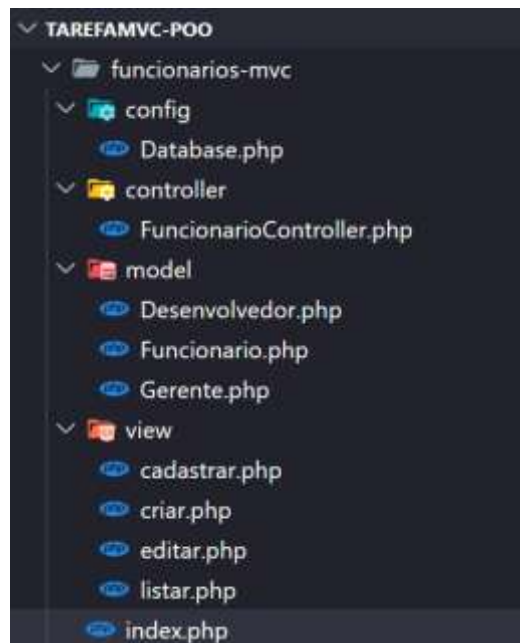 TAREFAMVC-POO
funcionarios-mvc
config
Database.php
controller
FuncionarioController.php
model
Desenvolvedor.php
Funcionario.php
Gerente.php
view
cadastrar.php
criar.php
editar.php
listar.php
index.php